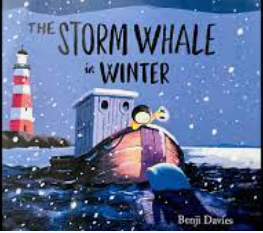 THE STORM WHALE
in WINTER
Benji Davies